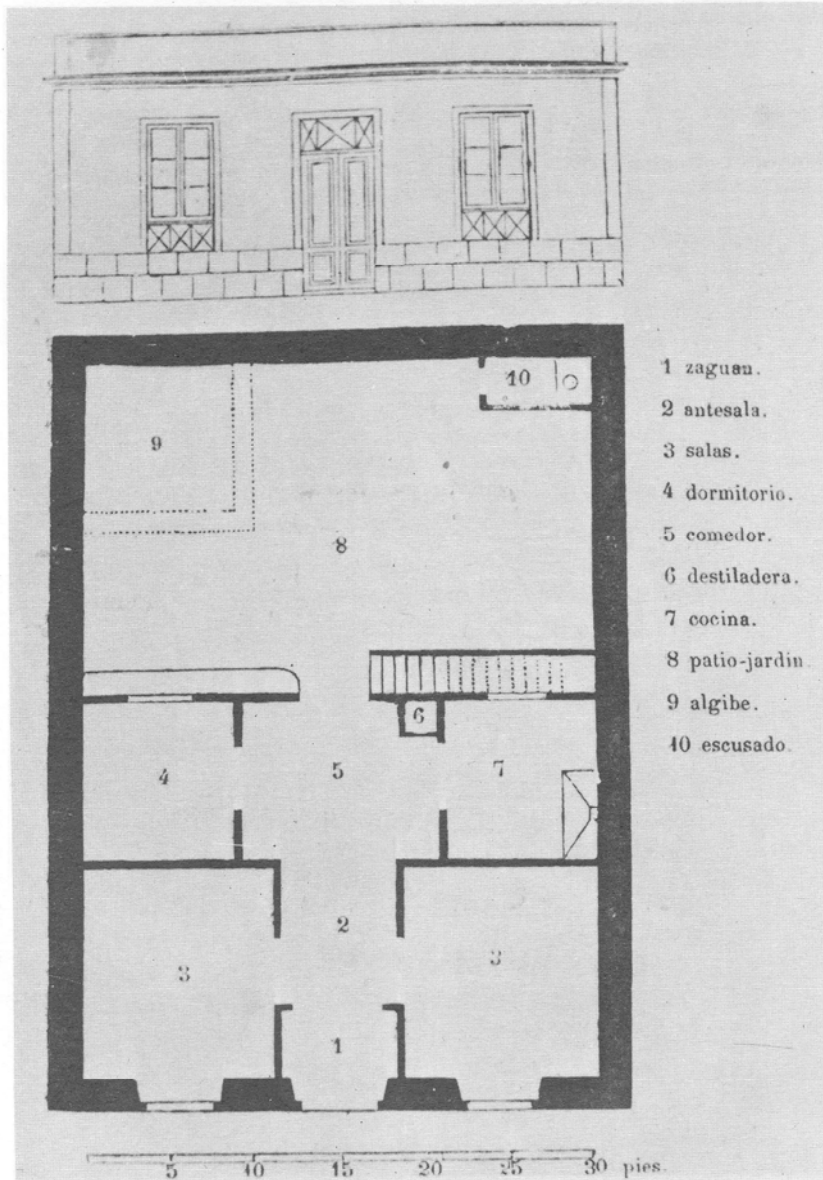 10
9
8
6
4
5
7
2
3
3
1
1 zaguan.
2 antesala.
3 salas.
4 dormitorio.
5 comedor.
6 destiladera.
7 cocina.
8 patio-jardin
9 algibe.
10 escusado.
5 10 15 20 25 30 pies.